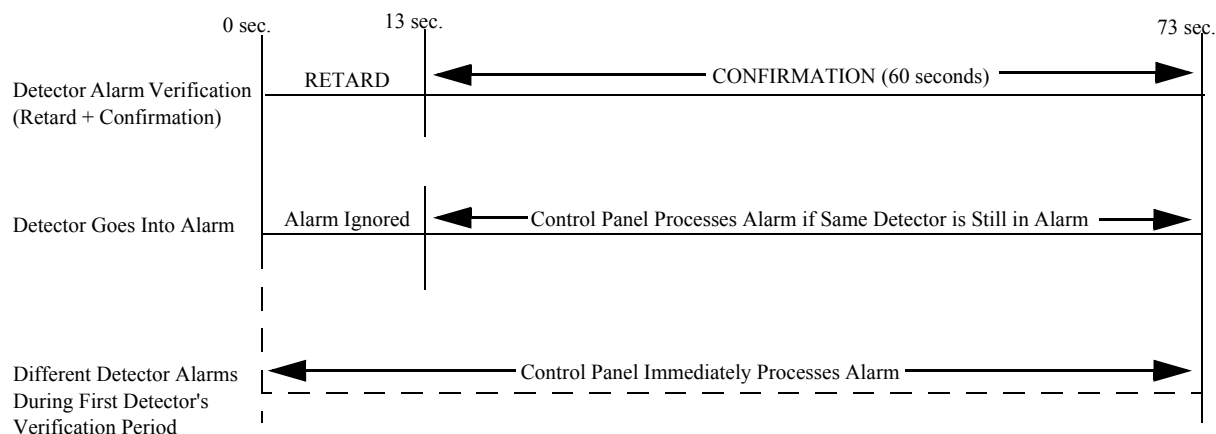 0 sec.
13 sec.
73 sec.
Detector Alarm Verification
(Retard + Confirmation)
RETARD
CONFIRMATION (60 seconds)
Detector Goes Into Alarm
Alarm Ignored
Control Panel Processes Alarm if Same Detector is Still in Alarm
Different Detector Alarms
During First Detector's
Verification Period
Control Panel Immediately Processes Alarm